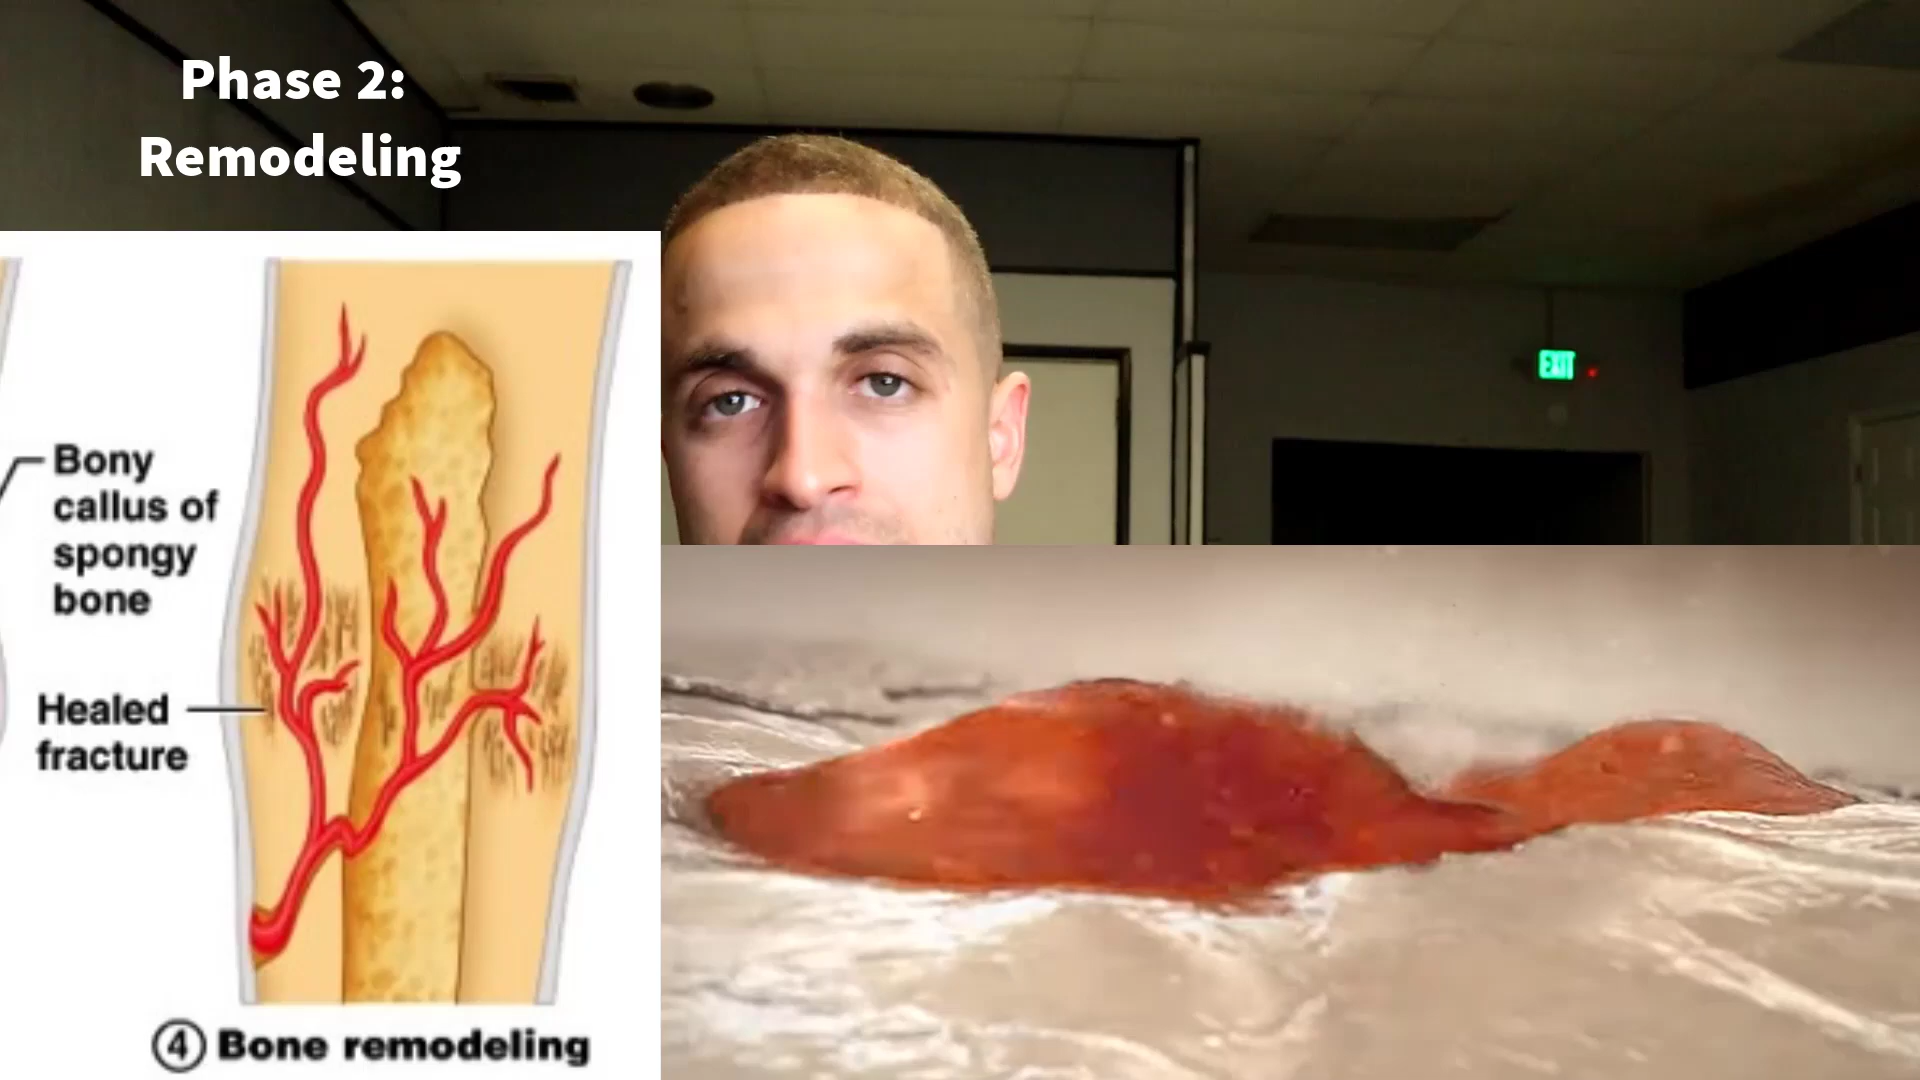 Phase 2:
Remodeling
EXIT
Bony
callus of
spongy
bone
Healed
fracture
4 Bone remodeling